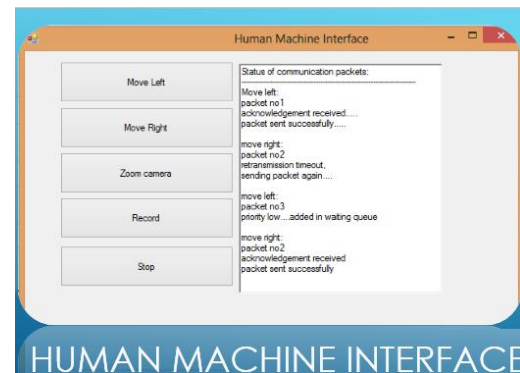 Human Machine Interface
Move Left
Move Right
Zoom camera
Record
Stop
Status of communication packets:
Move left:
packet no1
acknowledgement received.....
packet sent successfully.....
move right:
packet no2
retransmission timeout,
sending packet again....
move left:
packet no3
priority low....added in waiting queue
move right:
packet no2
acknowledgement received
packet sent successfully
HUMAN MACHINE INTERFACE